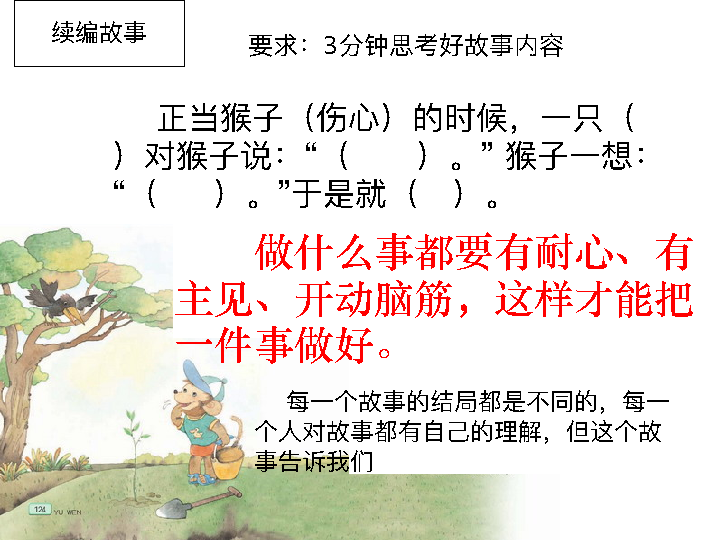 续编故事
要求：3分钟思考好故事内容
正当猴子（伤心）的时候，一只（
）对猴子说：“（　　）。”猴子一想：
“（　　）。”于是就（　）。
做什么事都要有耐心、有
主见、开动脑筋，这样才能把
一件事做好。
每一个故事的结局都是不同的，每一
个人对故事都有自己的理解，但这个故
事告诉我们
124 YU WEN